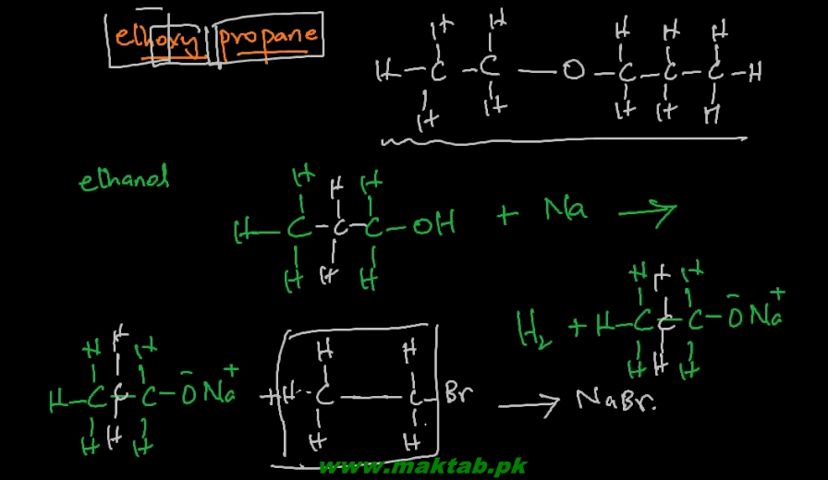 ethoxy propane
H H H H H
H – C – C – O – C – C – C – H
H H H H H
ethanol
H H H
H – C – C – C – OH + Na →
H H H
H H H
H₂ + H – C – C – C – O⁻ Na⁺
H H H
H H H H H
H – C – C – C – O⁻ Na⁺ + H – C – C – Br → NaBr.
H H H H H
www.maktab.pk